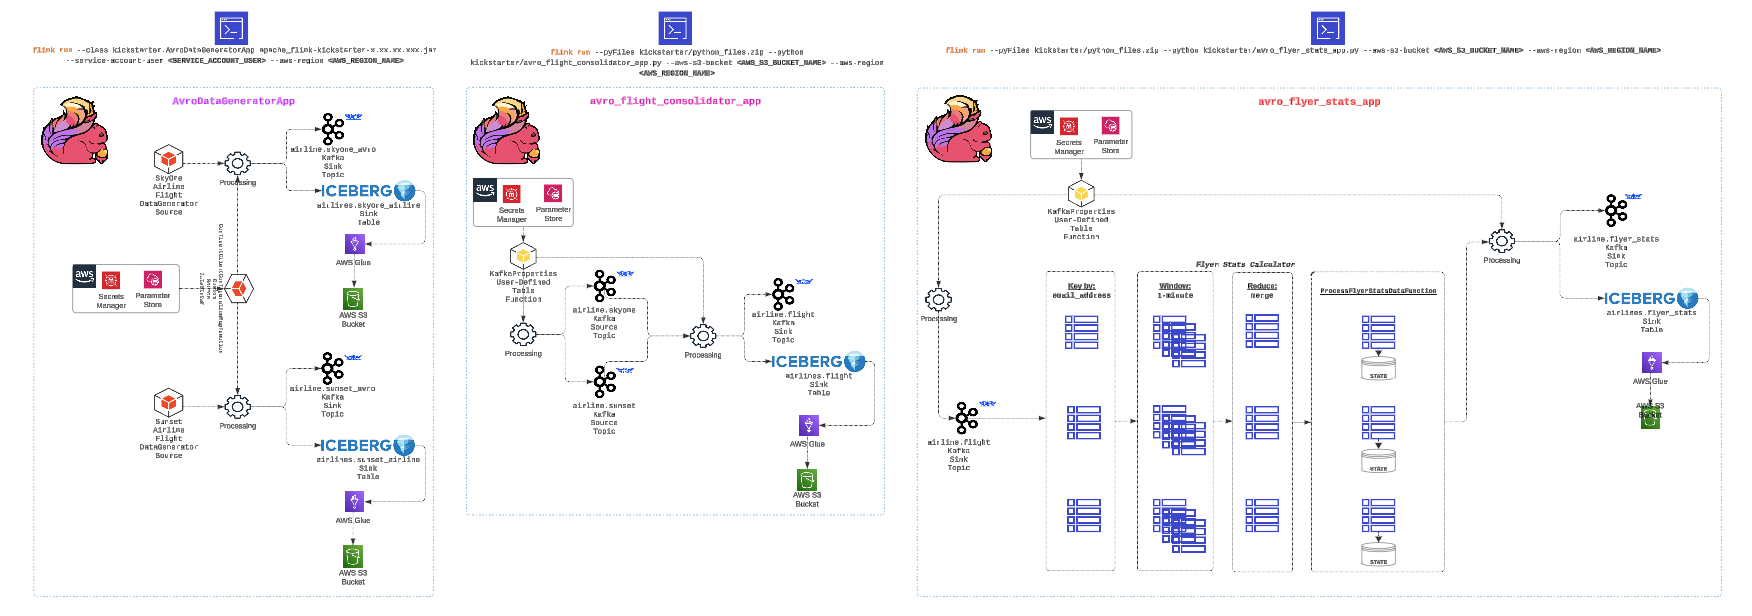 flink run --class kickstarter.AvroDataGeneratorApp apache_flink-kickstarter-x.xx.xx.xxx.jar
--service-account-user <SERVICE_ACCOUNT_USER> --aws-region <AWS_REGION_NAME>
AvroDataGeneratorApp
airline.skyone_avro
Kafka
Sink
Topic
SkyOne
Airline
Flight
DataGenerator
Source
Processing
ICEBERG
airlines.skyone_airline
Sink
Table
AWS Glue
AWS S3
Bucket
aws
Secrets
Manager
Parameter
Store
airline.sunset_avro
Kafka
Sink
Topic
Sunset
Airline
Flight
DataGenerator
Source
Processing
ICEBERG
airlines.sunset_airline
Sink
Table
AWS Glue
AWS S3
Bucket
flink run --pyFiles kickstarter/python_files.zip --python
kickstarter/avro_flight_consolidator_app.py --aws-s3-bucket <AWS_S3_BUCKET_NAME> --aws-region
<AWS_REGION_NAME>
avro_flight_consolidator_app
aws
Secrets
Manager
Parameter
Store
KafkaProperties
User-Defined
Table
Function
Processing
airline.skyone
Kafka
Source
Topic
airline.sunset
Kafka
Source
Topic
Processing
airline.flight
Kafka
Sink
Topic
ICEBERG
airlines.flight
Sink
Table
AWS Glue
AWS S3
Bucket
flink run --pyFiles kickstarter/python_files.zip --python kickstarter/avro_flyer_stats_app.py --aws-s3-bucket <AWS_S3_BUCKET_NAME> --aws-region <AWS_REGION_NAME>
avro_flyer_stats_app
aws
Secrets
Manager
Parameter
Store
KafkaProperties
User-Defined
Table
Function
Processing
airline.flight
Kafka
Sink
Topic
Flyer Stats Calculator
Key by:
email_address
Window:
1-minute
Reduce:
merge
ProcessFlyerStatsDataFunction
STATE
STATE
STATE
Processing
airline.flyer_stats
Kafka
Sink
Topic
ICEBERG
airlines.flyer_stats
Sink
Table
AWS Glue
AWS S3
Bucket